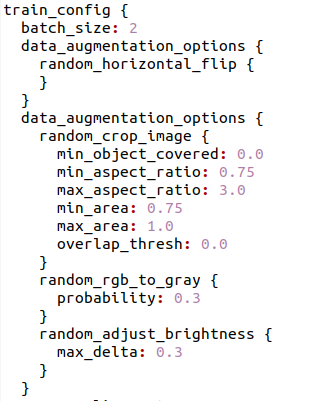 train_config {
  batch_size: 2
  data_augmentation_options {
    random_horizontal_flip {
    }
  }
  data_augmentation_options {
    random_crop_image {
      min_object_covered: 0.0
      min_aspect_ratio: 0.75
      max_aspect_ratio: 3.0
      min_area: 0.75
      max_area: 1.0
      overlap_thresh: 0.0
    }
    random_rgb_to_gray {
      probability: 0.3
    }
    random_adjust_brightness {
      max_delta: 0.3
    }
  }